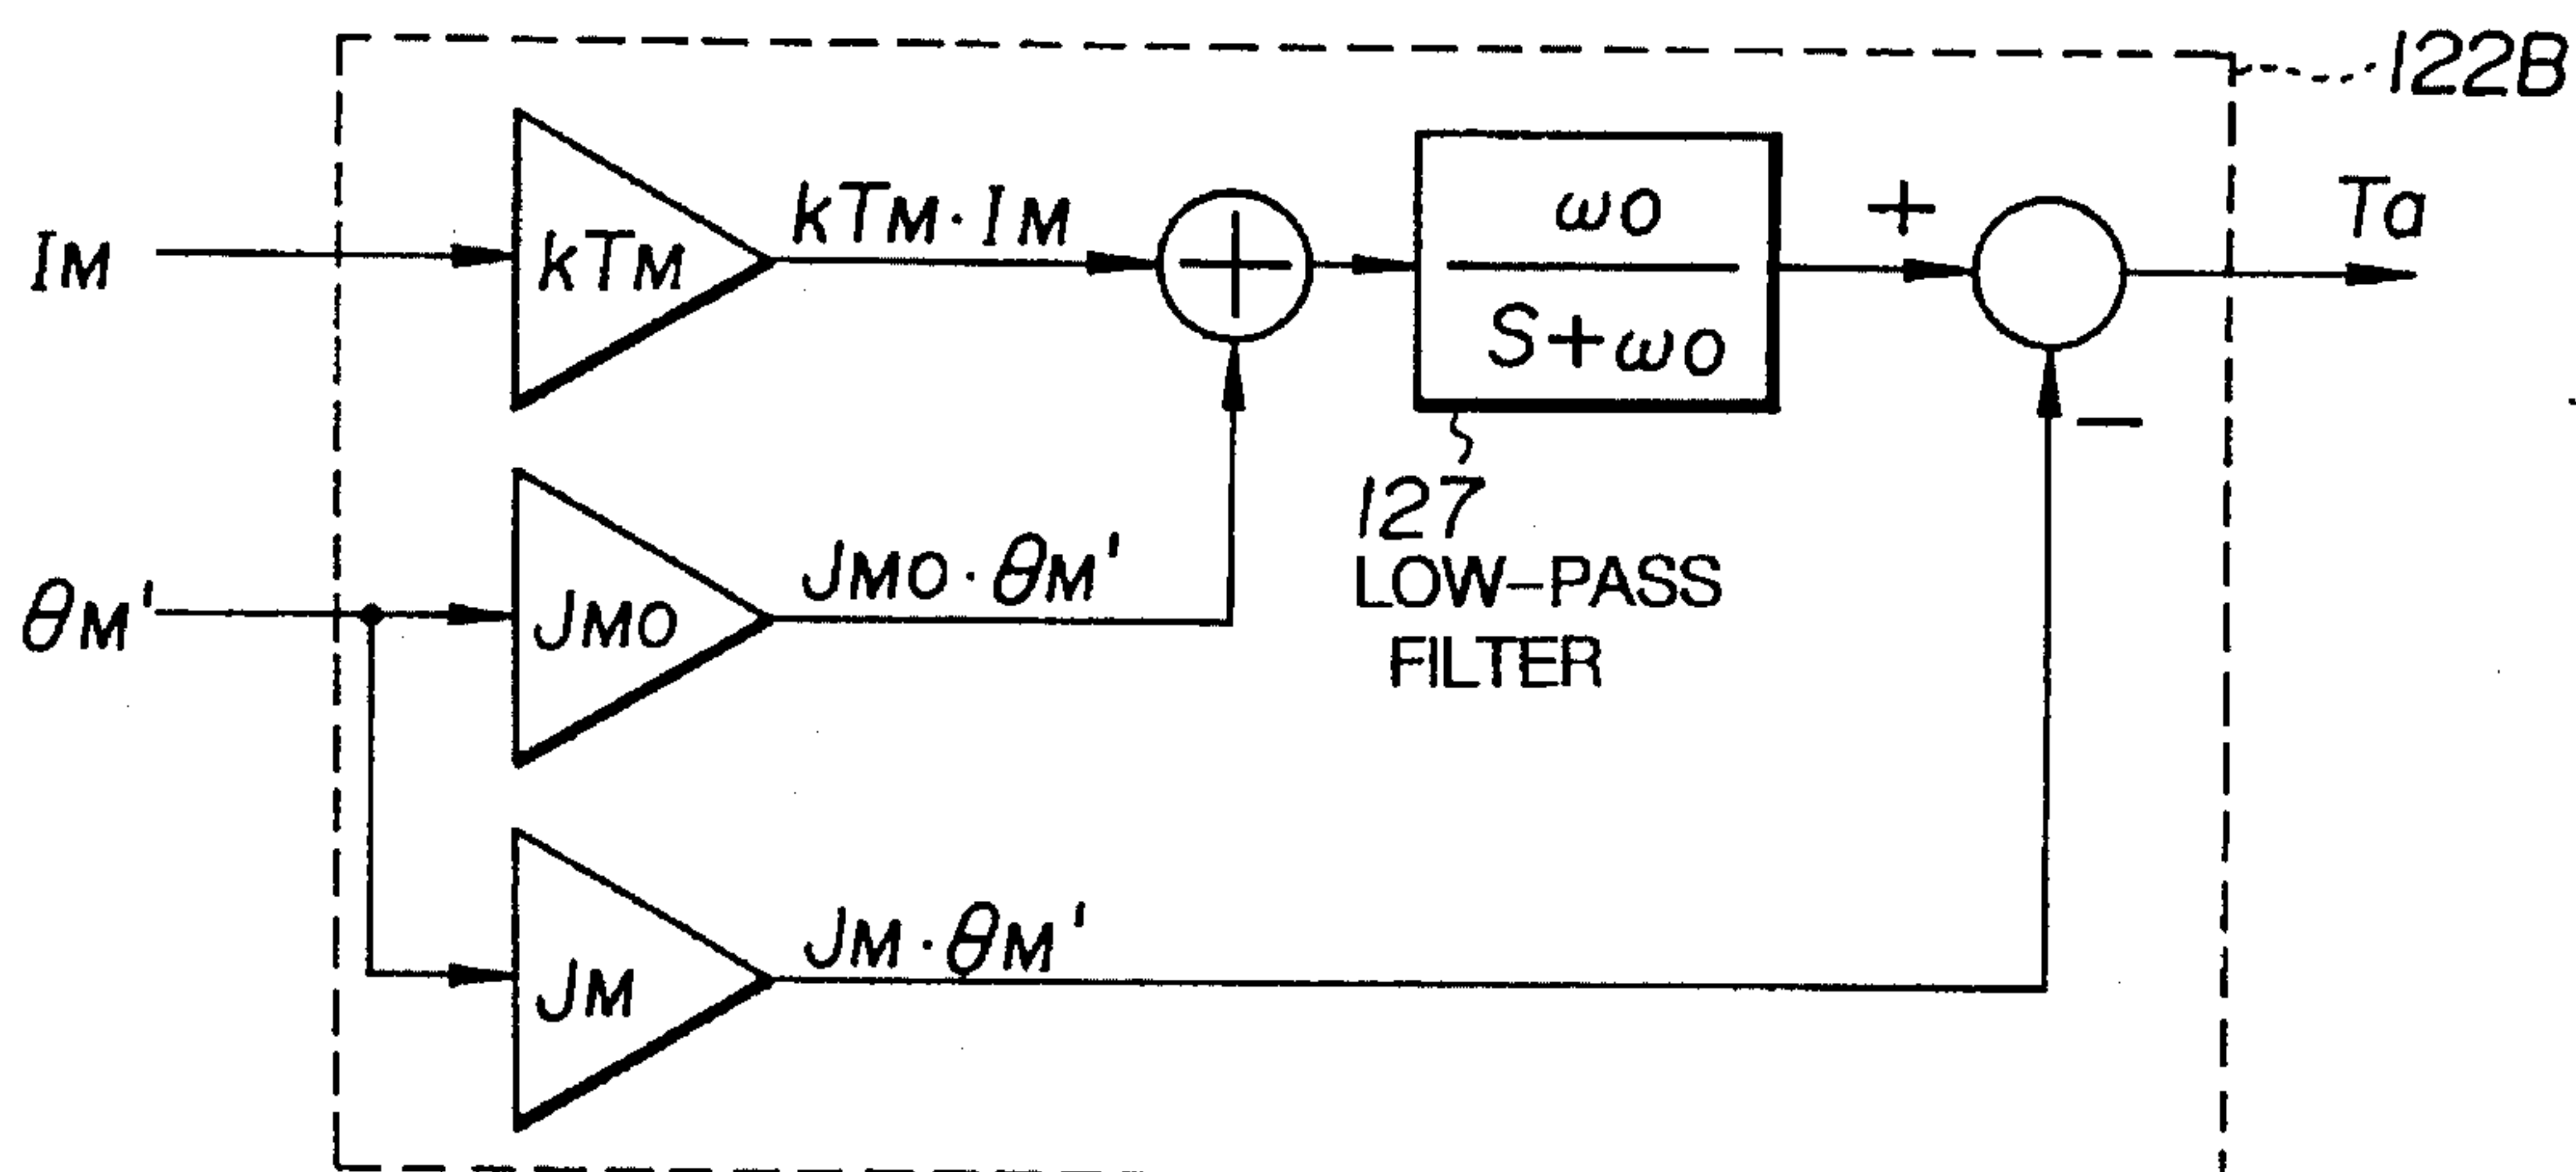 122B
IM
kTM
kTM·IM
+
ωo
S+ωo
+
Ta
127
LOW-PASS
FILTER
−
θM'
JMO
JMO·θM'
JM
JM·θM'